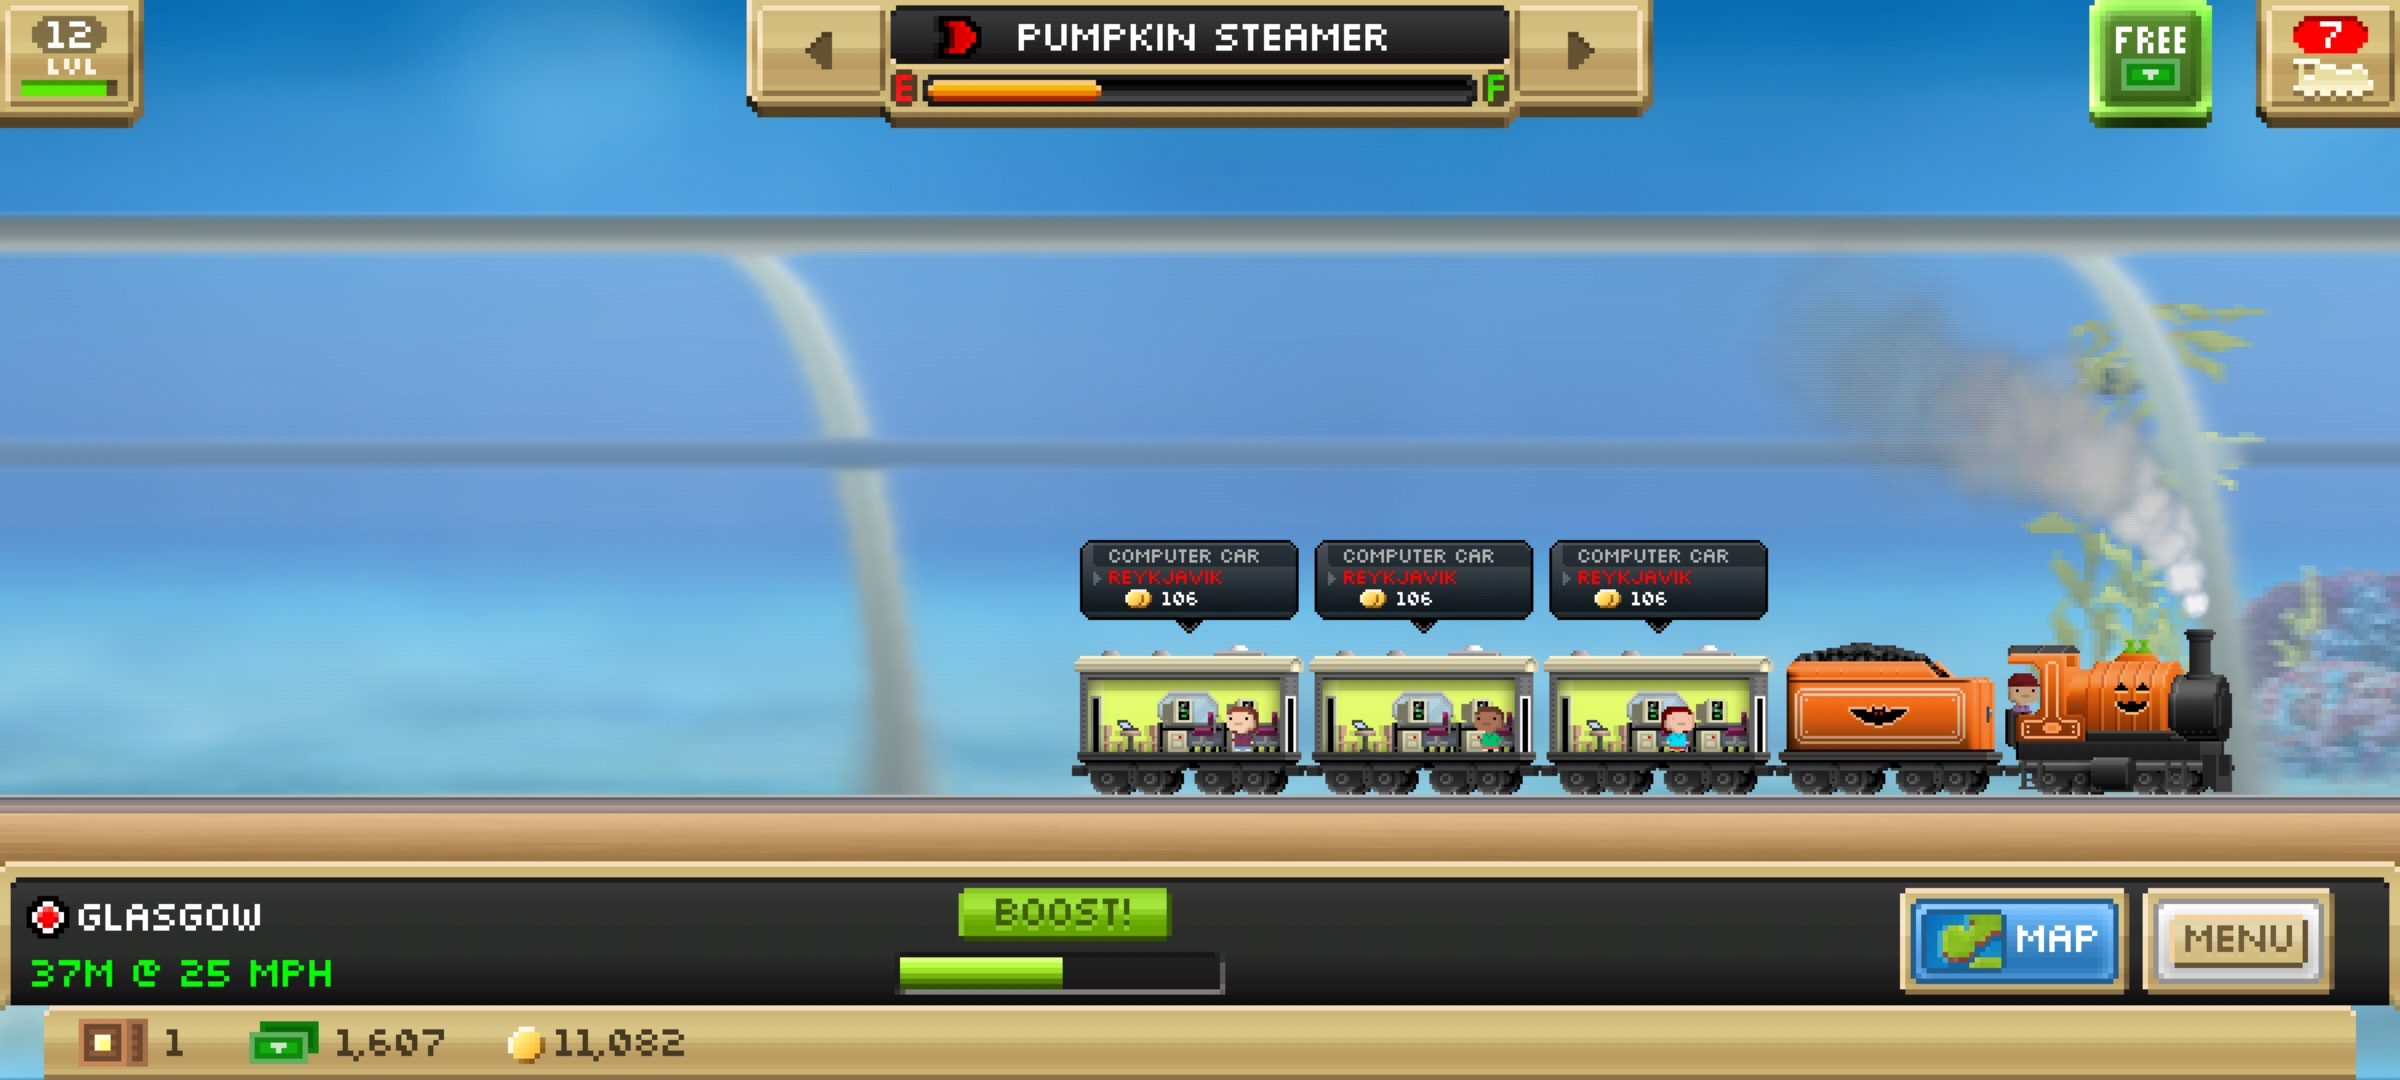 12
LVL
PUMPKIN STEAMER
E F
FREE
7
COMPUTER CAR
REYKJAVIK
106
COMPUTER CAR
REYKJAVIK
106
COMPUTER CAR
REYKJAVIK
106
GLASGOW
37M @ 25 MPH
BOOST!
MAP
MENU
1 1,607 11,082